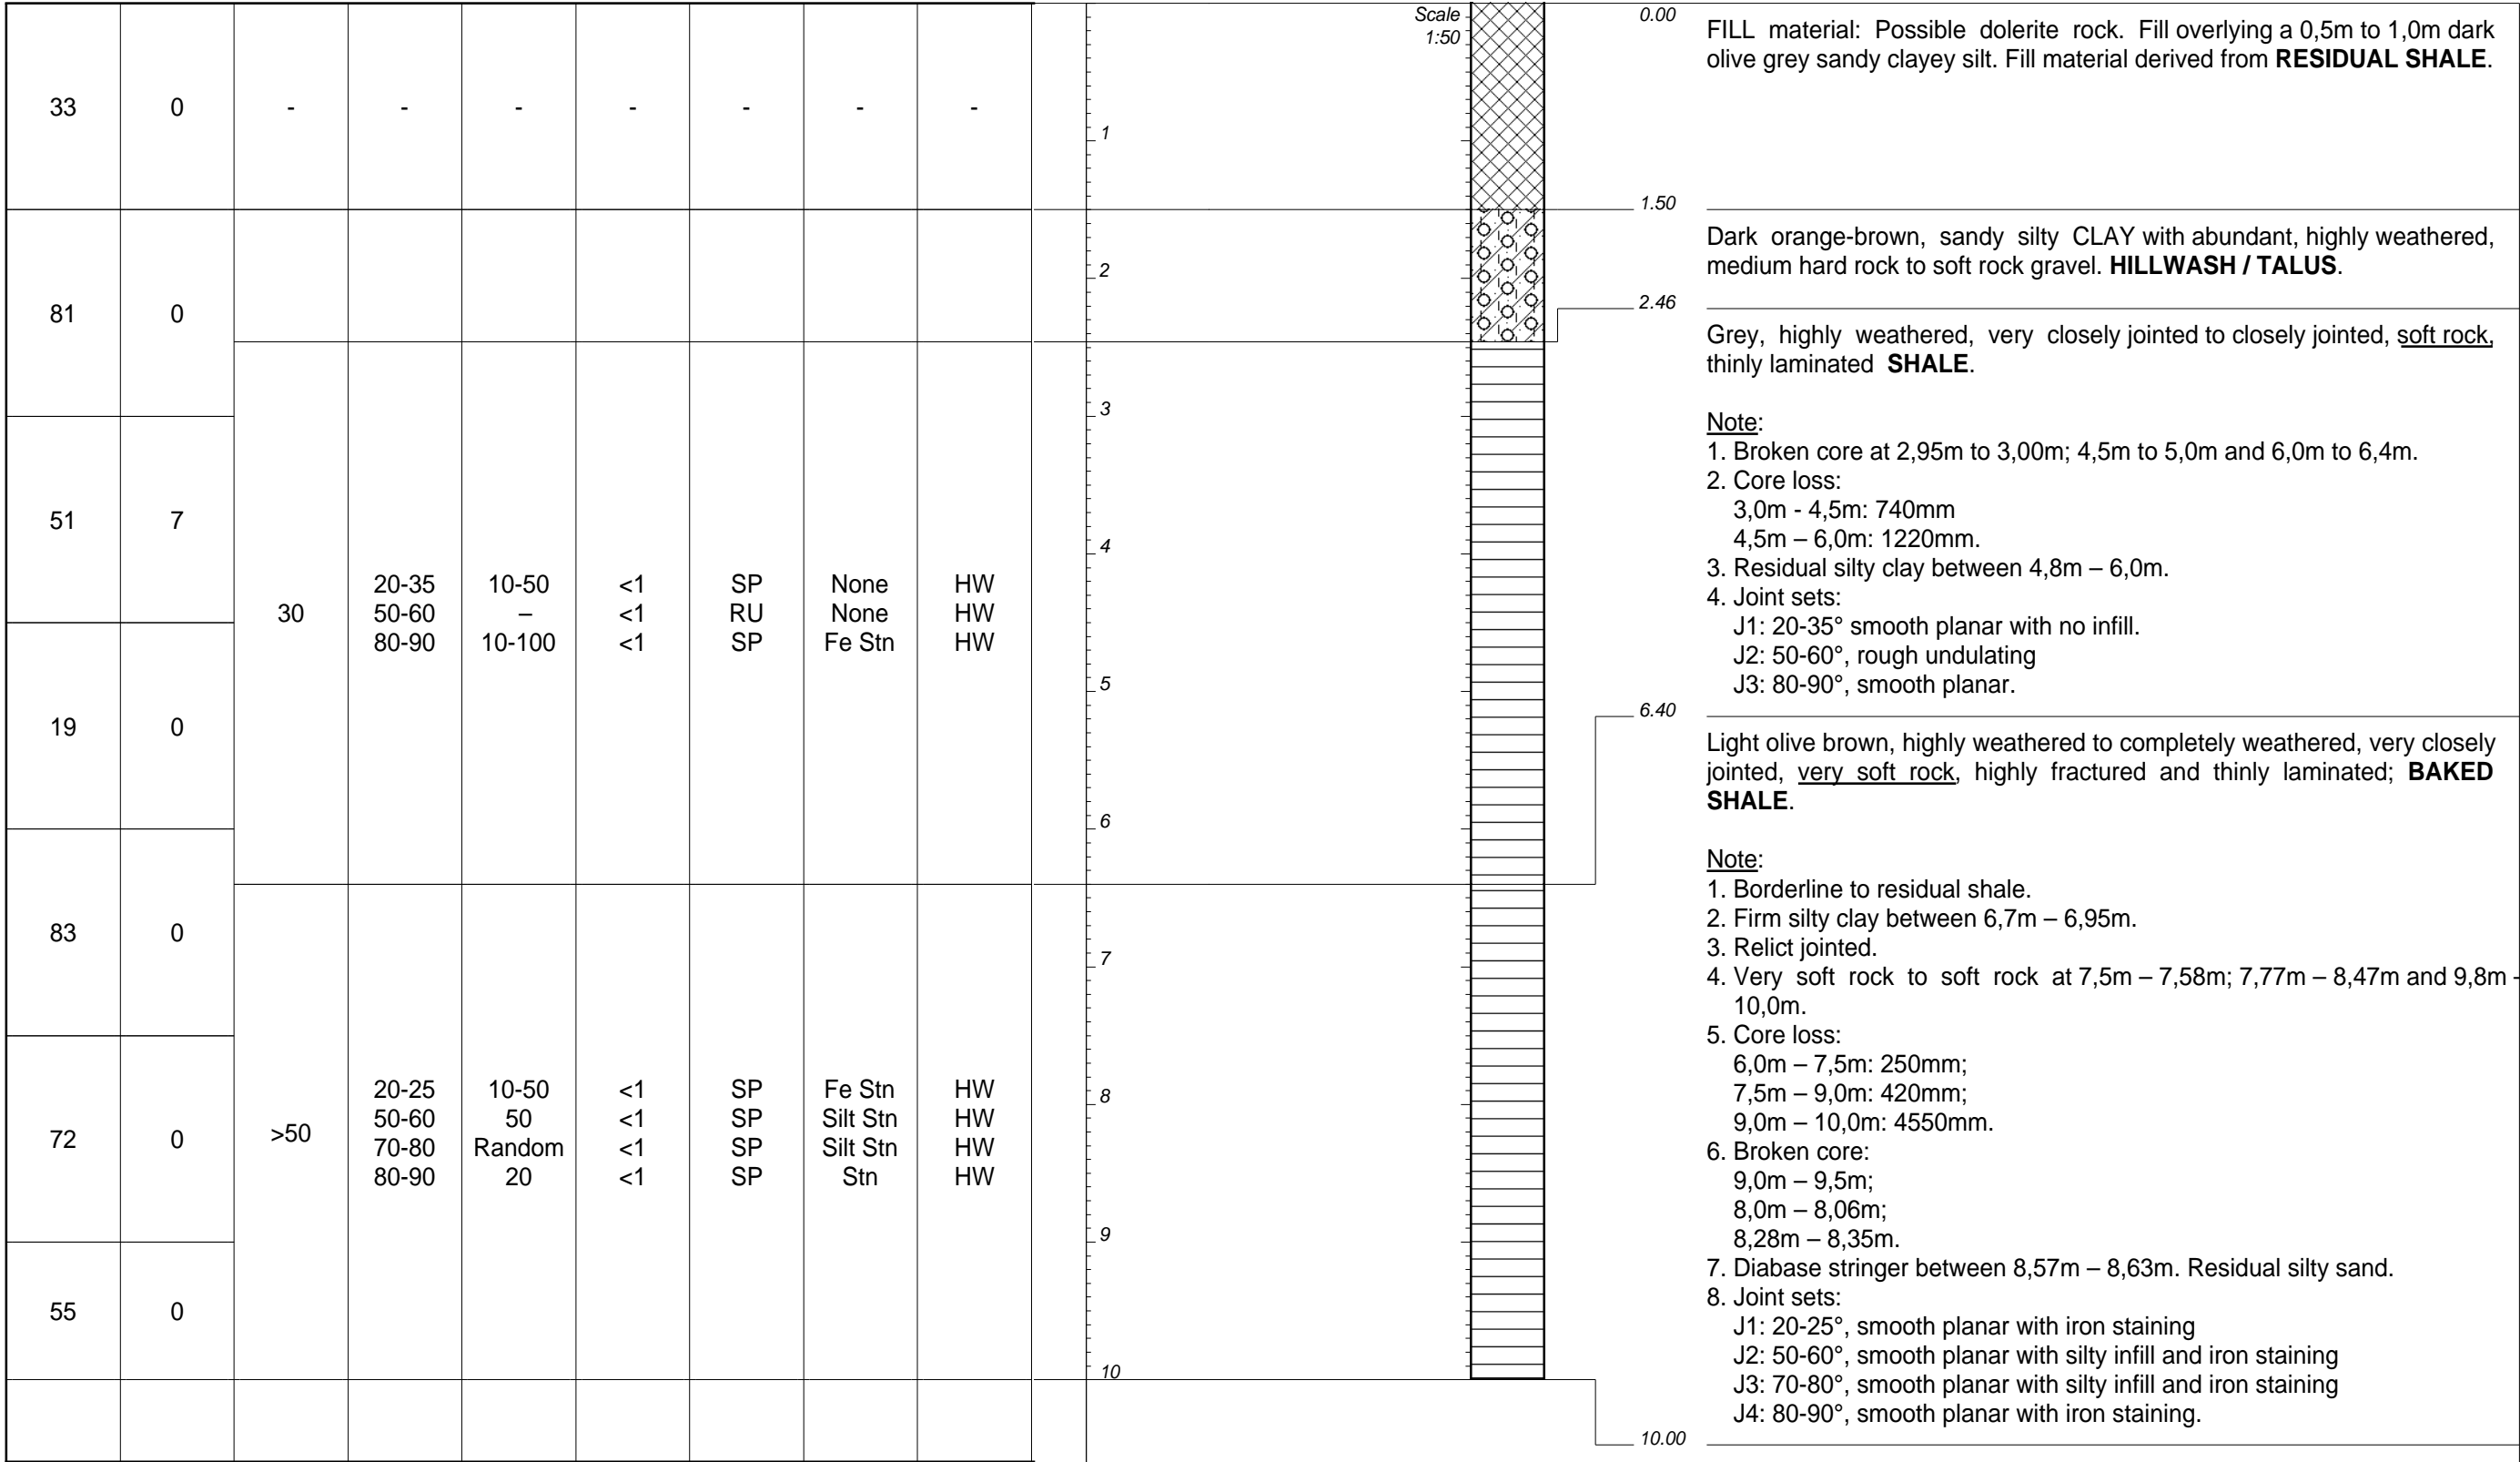 33 0 - - - - - - -
81 0
51 7
19 0
83 0
72 0
55 0
30
20-35 10-50 <1 SP None HW
50-60 – <1 RU None HW
80-90 10-100 <1 SP Fe Stn HW
>50
20-25 10-50 <1 SP Fe Stn HW
50-60 50 <1 SP Silt Stn HW
70-80 Random <1 SP Silt Stn HW
80-90 20 <1 SP Stn HW
Scale
1:50
1
2
3
4
5
6
7
8
9
10
0.00
FILL material: Possible dolerite rock. Fill overlying a 0,5m to 1,0m dark
olive grey sandy clayey silt. Fill material derived from RESIDUAL SHALE.
1.50
Dark orange-brown, sandy silty CLAY with abundant, highly weathered,
medium hard rock to soft rock gravel. HILLWASH / TALUS.
2.46
Grey, highly weathered, very closely jointed to closely jointed, soft rock,
thinly laminated SHALE.
Note:
1. Broken core at 2,95m to 3,00m; 4,5m to 5,0m and 6,0m to 6,4m.
2. Core loss:
3,0m - 4,5m: 740mm
4,5m – 6,0m: 1220mm.
3. Residual silty clay between 4,8m – 6,0m.
4. Joint sets:
J1: 20-35° smooth planar with no infill.
J2: 50-60°, rough undulating
J3: 80-90°, smooth planar.
6.40
Light olive brown, highly weathered to completely weathered, very closely
jointed, very soft rock, highly fractured and thinly laminated; BAKED
SHALE.
Note:
1. Borderline to residual shale.
2. Firm silty clay between 6,7m – 6,95m.
3. Relict jointed.
4. Very soft rock to soft rock at 7,5m – 7,58m; 7,77m – 8,47m and 9,8m -
10,0m.
5. Core loss:
6,0m – 7,5m: 250mm;
7,5m – 9,0m: 420mm;
9,0m – 10,0m: 4550mm.
6. Broken core:
9,0m – 9,5m;
8,0m – 8,06m;
8,28m – 8,35m.
7. Diabase stringer between 8,57m – 8,63m. Residual silty sand.
8. Joint sets:
J1: 20-25°, smooth planar with iron staining
J2: 50-60°, smooth planar with silty infill and iron staining
J3: 70-80°, smooth planar with silty infill and iron staining
J4: 80-90°, smooth planar with iron staining.
10.00